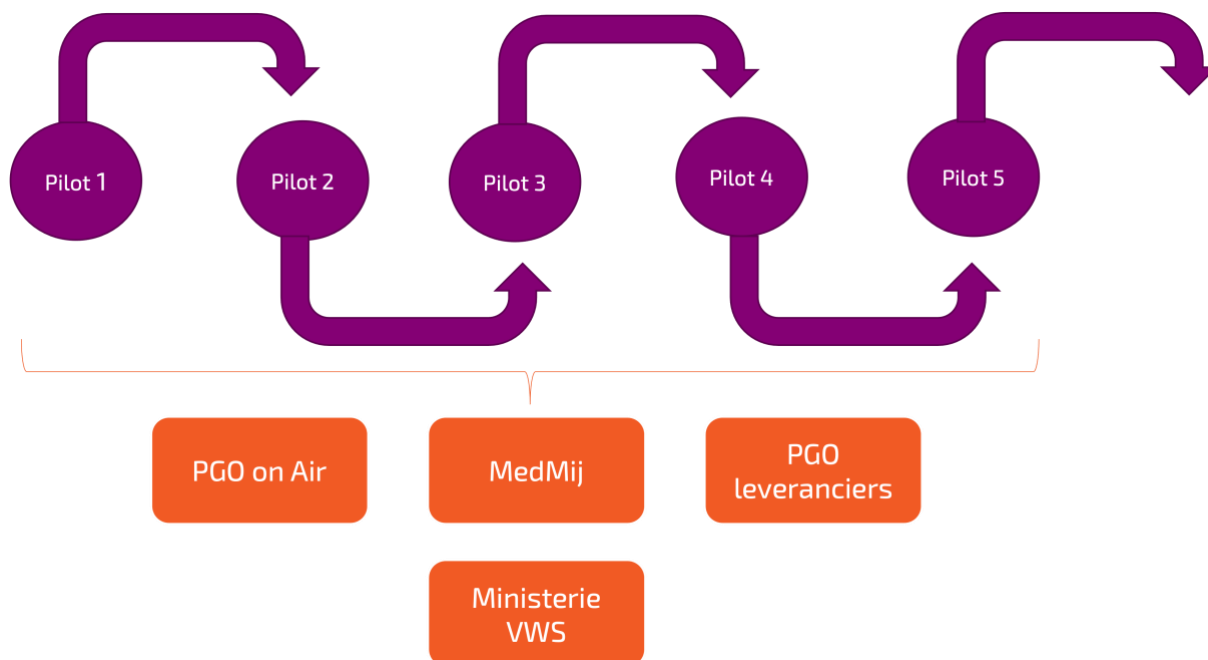 Pilot 1
Pilot 2
Pilot 3
Pilot 4
Pilot 5
PGO on Air
MedMij
PGO
leveranciers
Ministerie
VWS